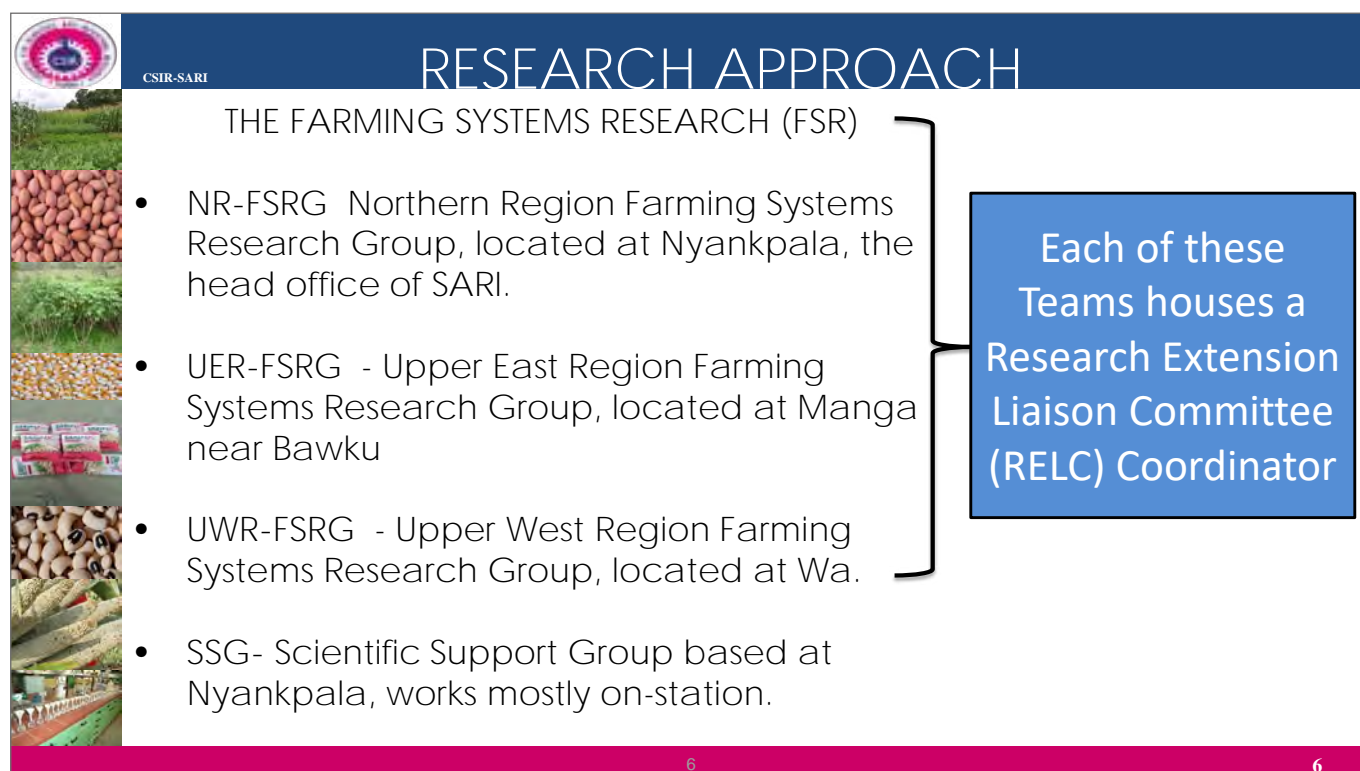 CSIR-SARI
RESEARCH APPROACH
THE FARMING SYSTEMS RESEARCH (FSR)
• NR-FSRG Northern Region Farming Systems
Research Group, located at Nyankpala, the
head office of SARI.
• UER-FSRG - Upper East Region Farming
Systems Research Group, located at Manga
near Bawku
• UWR-FSRG - Upper West Region Farming
Systems Research Group, located at Wa.
• SSG- Scientific Support Group based at
Nyankpala, works mostly on-station.
Each of these
Teams houses a
Research Extension
Liaison Committee
(RELC) Coordinator
6
6